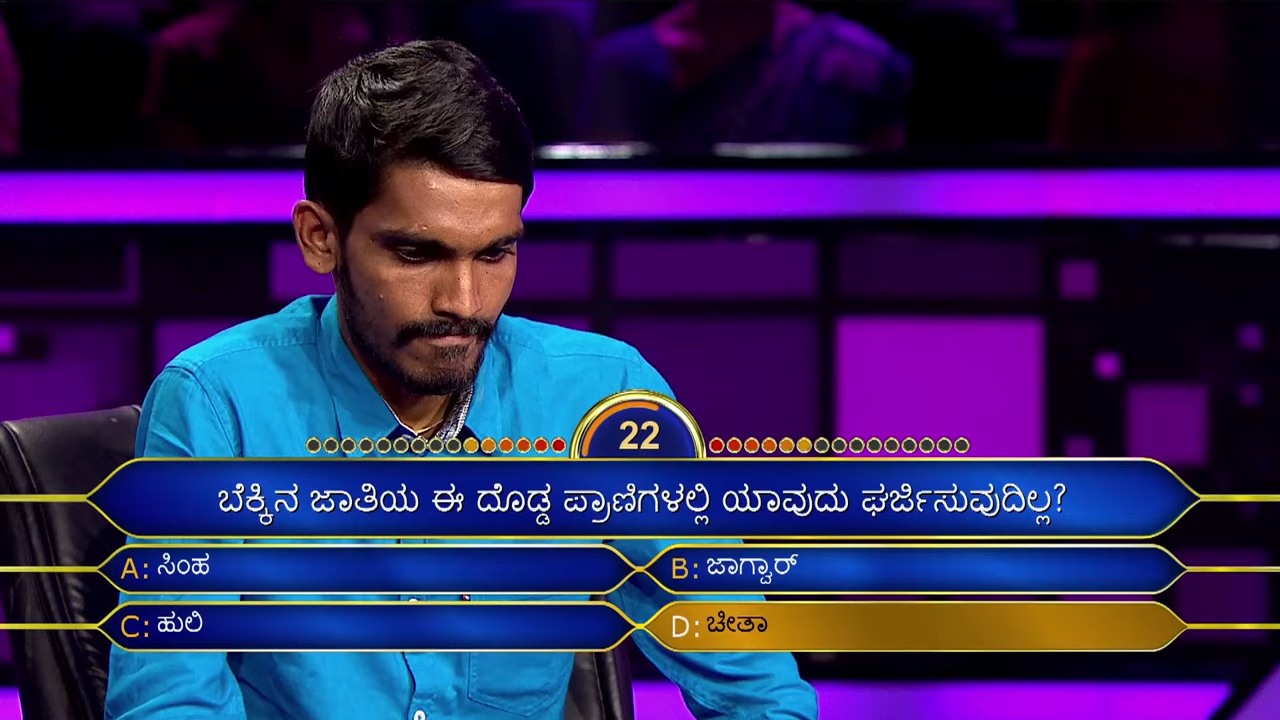 22
ಬೆಕ್ಕಿನ ಜಾತಿಯ ಈ ದೊಡ್ಡ ಪ್ರಾಣಿಗಳಲ್ಲಿ ಯಾವುದು ಘರ್ಜಿಸುವುದಿಲ್ಲ?
A: ಸಿಂಹ
B: ಜಾಗ್ವಾರ್
C: ಹುಲಿ
D: ಚೀತಾ